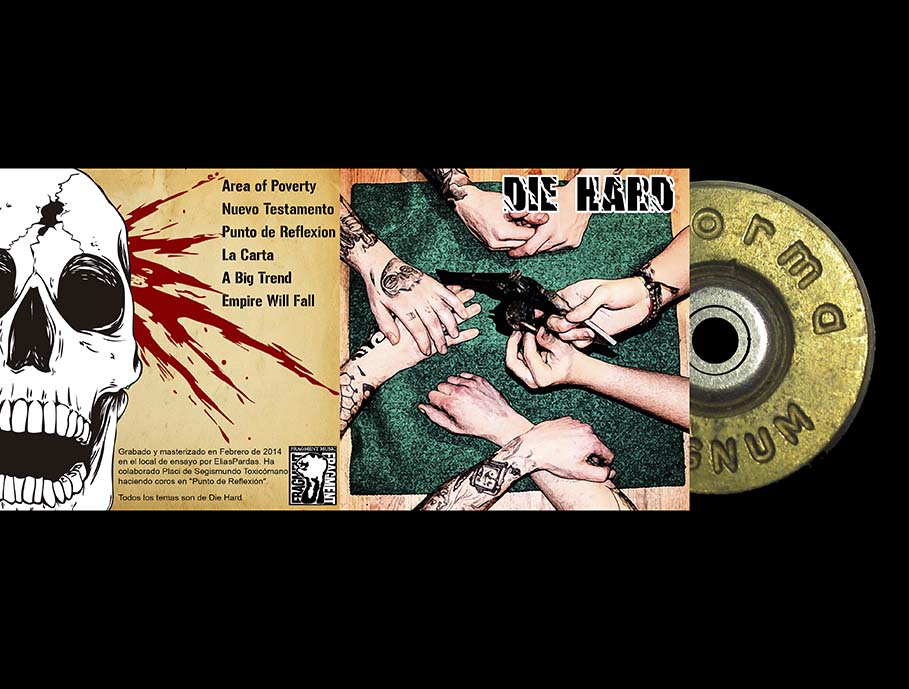 Area of Poverty
Nuevo Testamento
Punto de Reflexion
La Carta
A Big Trend
Empire Will Fall
Grabado y masterizado en Febrero de 2014
en el local de ensayo por EliasPardas. Ha
colaborado Placi de Segismundo Toxicómano
haciendo coros en "Punto de Reflexión".
Todos los temas son de Die Hard.
FRAGMENT MUSIC
FRAGMENT
FRAGMENT
DIE HARD
orma
GNUM